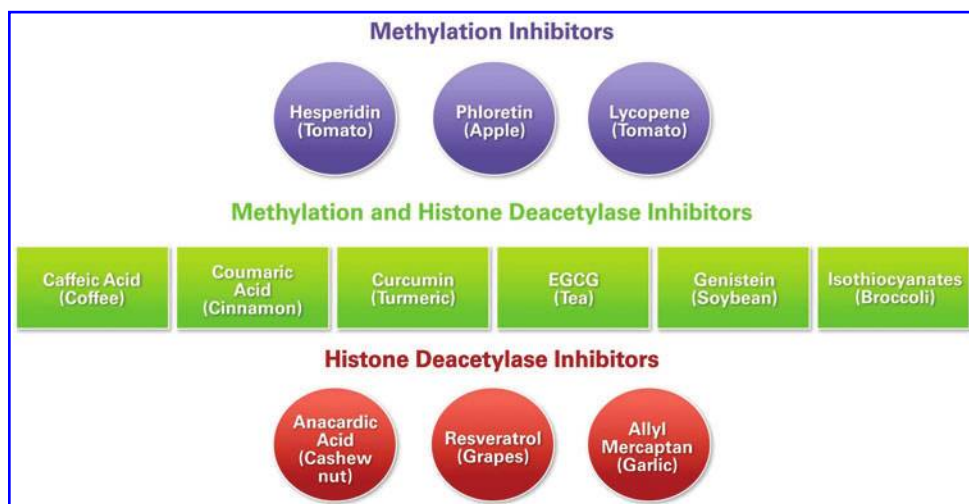 Methylation Inhibitors
Hesperidin
(Tomato)
Phloretin
(Apple)
Lycopene
(Tomato)
Methylation and Histone Deacetylase Inhibitors
Caffeic Acid
(Coffee)
Coumaric
Acid
(Cinnamon)
Curcumin
(Turmeric)
EGCG
(Tea)
Genistein
(Soybean)
Isothiocyanates
(Broccoli)
Histone Deacetylase Inhibitors
Anacardic
Acid
(Cashew
nut)
Resveratrol
(Grapes)
Allyl
Mercaptan
(Garlic)